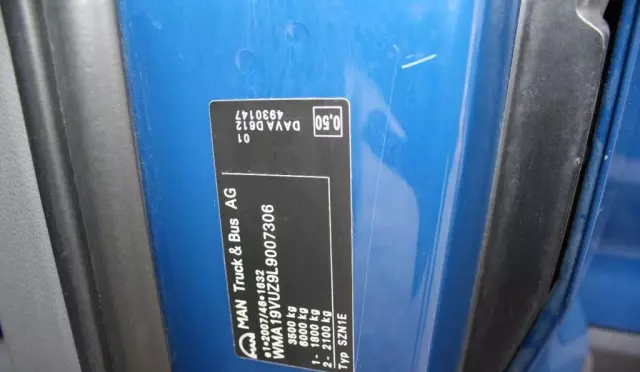 MAN Truck & Bus AG
e1*2007/46*1632
WMA19VUZ9L9007306
3500 kg
6000 kg
1- 1800 kg
2- 2100 kg
Typ SZN1E
01
DAVA D612
4930147
0,50